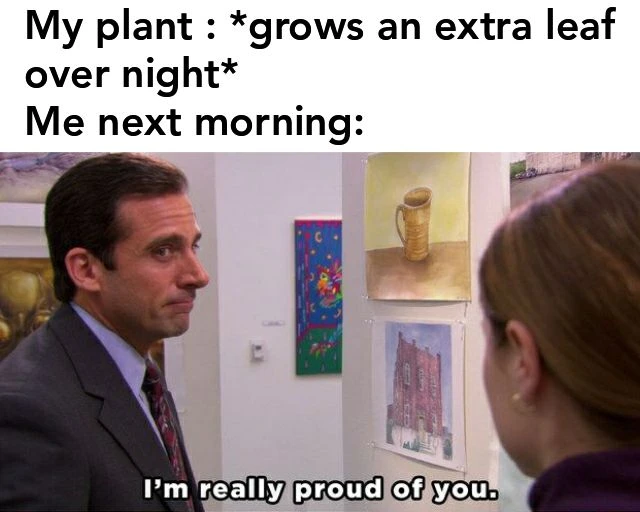 My plant : *grows an extra leaf
over night*
Me next morning:
I'm really proud of you.